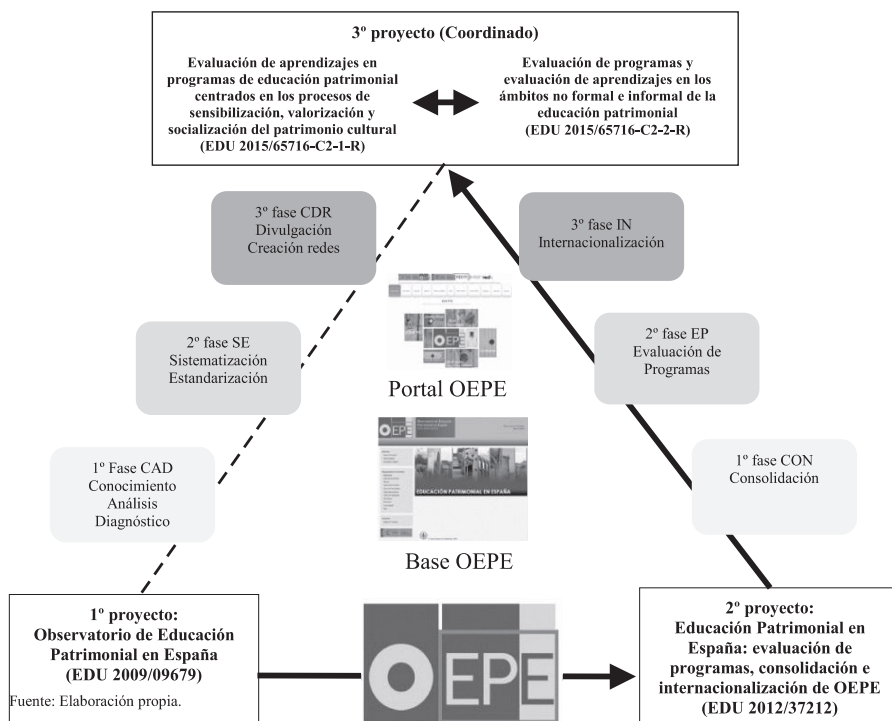 3º proyecto (Coordinado)
Evaluación de aprendizajes en
programas de educación patrimonial
centrados en los procesos de
sensibilización, valorización y
socialización del patrimonio cultural
(EDU 2015/65716-C2-1-R)
Evaluación de programas y
evaluación de aprendizajes en los
ámbitos no formal e informal de la
educación patrimonial
(EDU 2015/65716-C2-2-R)
3º fase CDR
Divulgación
Creación redes
3º fase IN
Internacionalización
2º fase SE
Sistematización
Estandarización
OEPE
Portal OEPE
2º fase EP
Evaluación de
Programas
1º Fase CAD
Conocimiento
Análisis
Diagnóstico
OEPE
EDUCACIÓN PATRIMONIAL EN ESPAÑA
Base OEPE
1º fase CON
Consolidación
1º proyecto:
Observatorio de Educación
Patrimonial en España
(EDU 2009/09679)
Fuente: Elaboración propia.
OEPE
2º proyecto:
Educación Patrimonial en
España: evaluación de
programas, consolidación e
internacionalización de OEPE
(EDU 2012/37212)